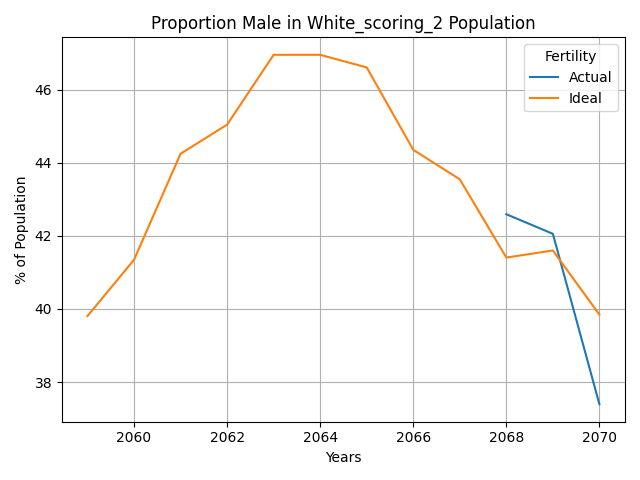 Proportion Male in White_scoring_2 Population
Fertility
Actual
Ideal
% of Population
46
44
42
40
38
2060 2062 2064 2066 2068 2070
Years